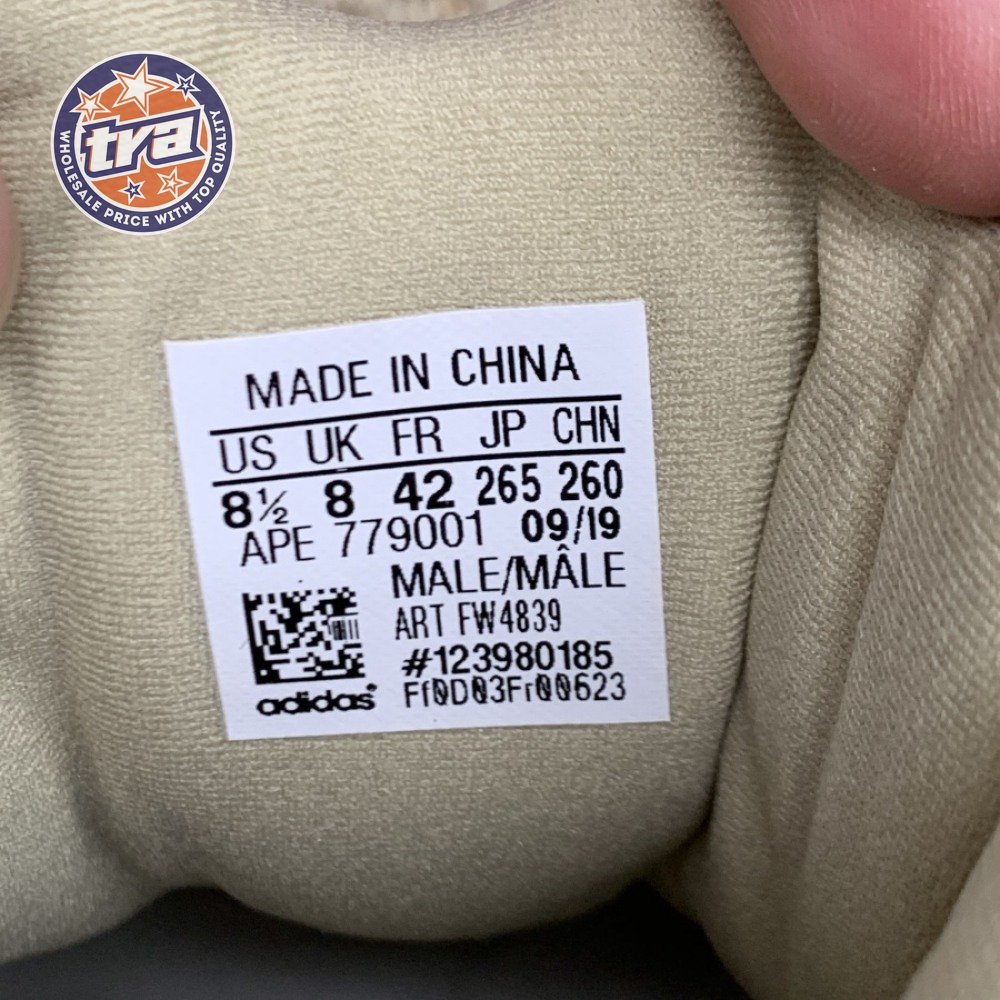 tra
WHOLESALE PRICE WITH TOP QUALITY
MADE IN CHINA
US UK FR JP CHN
8½ 8 42 265 260
APE 779001 09/19
MALE/MÂLE
ART FW4839
#123980185
adidas® Ff0D03Fr00623